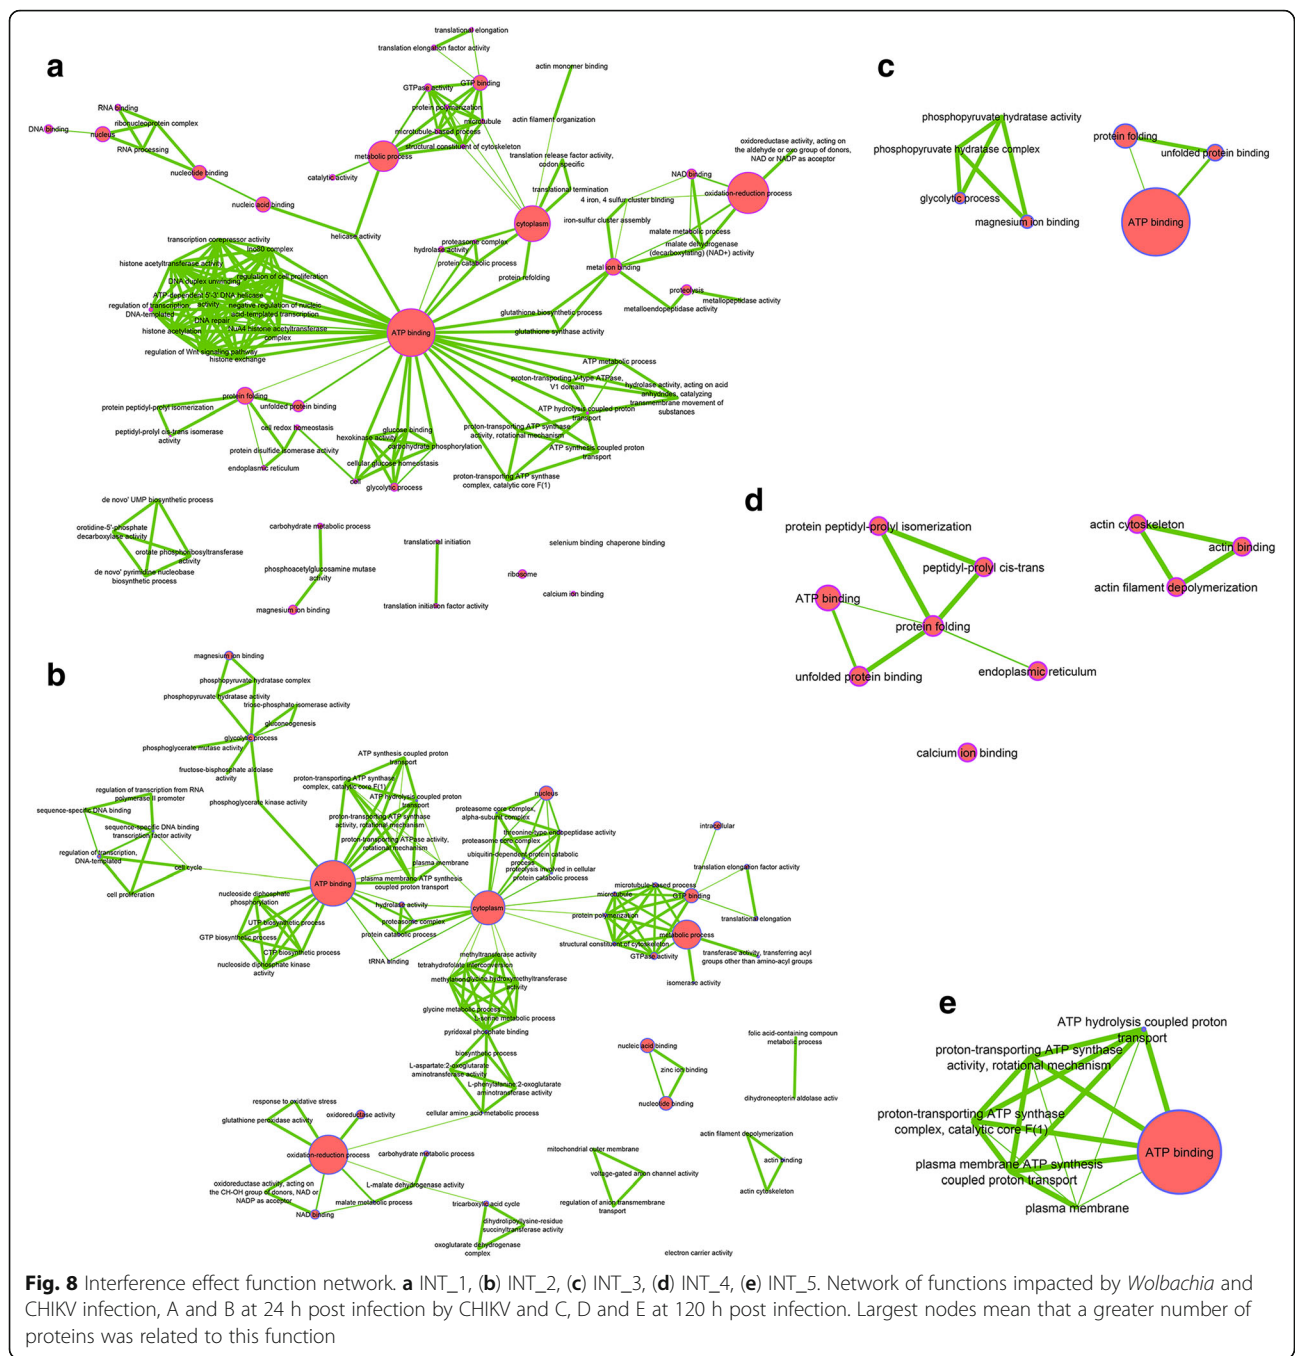 a
translational elongation
translation elongation factor activity
actin monomer binding
GTPase activity
GTP binding
protein polymerization
microtubule
microtubule-based process
structural constituent of cytoskeleton
actin filament organization
RNA binding
ribonucleoprotein complex
DNA binding
nucleus
RNA processing
nucleotide binding
metabolic process
catalytic activity
nucleic acid binding
helicase activity
translation release factor activity,
codon specific
translational termination
cytoplasm
oxidoreductase activity, acting on
the aldehyde or oxo group of donors,
NAD or NADP as acceptor
NAD binding
oxidation-reduction process
4 iron, 4 sulfur cluster binding
iron-sulfur cluster assembly
malate metabolic process
malate dehydrogenase
(decarboxylating) (NAD+) activity
metal ion binding
proteolysis
metallopeptidase activity
metalloendopeptidase activity
proteasome complex
hydrolase activity
protein catabolic process
protein refolding
glutathione biosynthetic process
glutathione synthase activity
transcription corepressor activity
Ino80 complex
histone acetyltransferase activity
regulation of cell proliferation
DNA duplex unwinding
ATP-dependent 5'-3' DNA helicase
activity
regulation of transcription,
DNA-templated
negative regulation of nucleic
acid-templated transcription
DNA repair
histone acetylation
NuA4 histone acetyltransferase
complex
regulation of Wnt signaling pathway
histone exchange
ATP binding
protein folding
unfolded protein binding
protein peptidyl-prolyl isomerization
peptidyl-prolyl cis-trans isomerase
activity
cell redox homeostasis
protein disulfide isomerase activity
endoplasmic reticulum
glucose binding
hexokinase activity
carbohydrate phosphorylation
cellular glucose homeostasis
cell
glycolytic process
ATP metabolic process
proton-transporting V-type ATPase,
V1 domain
hydrolase activity, acting on acid
anhydrides, catalyzing
transmembrane movement of
substances
ATP hydrolysis coupled proton
transport
proton-transporting ATP synthase
activity, rotational mechanism
ATP synthesis coupled proton
transport
proton-transporting ATP synthase
complex, catalytic core F(1)
de novo' UMP biosynthetic process
orotidine-5'-phosphate
decarboxylase activity
orotate phosphoribosyltransferase
activity
de novo' pyrimidine nucleobase
biosynthetic process
carbohydrate metabolic process
phosphoacetylglucosamine mutase
activity
magnesium ion binding
translational initiation
translation initiation factor activity
selenium binding
chaperone binding
ribosome
calcium ion binding
b
magnesium ion binding
phosphopyruvate hydratase complex
phosphopyruvate hydratase activity
triose-phosphate isomerase activity
gluconeogenesis
glycolytic process
phosphoglycerate mutase activity
fructose-bisphosphate aldolase
activity
phosphoglycerate kinase activity
regulation of transcription from RNA
polymerase II promoter
sequence-specific DNA binding
sequence-specific DNA binding
transcription factor activity
regulation of transcription,
DNA-templated
cell cycle
cell proliferation
ATP synthesis coupled proton
transport
proton-transporting ATP synthase
complex, catalytic core F(1)
ATP hydrolysis coupled proton
transport
proton-transporting ATP synthase
activity, rotational mechanism
proton-transporting ATPase activity,
rotational mechanism
plasma membrane
plasma membrane ATP synthesis
coupled proton transport
ATP binding
nucleus
proteasome core complex,
alpha-subunit complex
threonine-type endopeptidase activity
proteasome core complex
ubiquitin-dependent protein catabolic
process
proteolysis involved in cellular
protein catabolic process
nucleoside diphosphate
phosphorylation
UTP biosynthetic process
GTP biosynthetic process
CTP biosynthetic process
nucleoside diphosphate kinase
activity
hydrolase activity
proteasome complex
protein catabolic process
tRNA binding
cytoplasm
intracellular
translation elongation factor activity
microtubule-based process
microtubule
GTP binding
protein polymerization
translational elongation
metabolic process
structural constituent of cytoskeleton
GTPase activity
transferase activity, transferring acyl
groups other than amino-acyl groups
isomerase activity
methyltransferase activity
tetrahydrofolate interconversion
methylation
glycine hydroxymethyltransferase
activity
glycine metabolic process
L-serine metabolic process
pyridoxal phosphate binding
biosynthetic process
L-aspartate:2-oxoglutarate
aminotransferase activity
L-phenylalanine:2-oxoglutarate
aminotransferase activity
cellular amino acid metabolic process
nucleic acid binding
zinc ion binding
nucleotide binding
folic acid-containing compoun
metabolic process
dihydroneopterin aldolase activ
response to oxidative stress
glutathione peroxidase activity
oxidoreductase activity
oxidation-reduction process
carbohydrate metabolic process
oxidoreductase activity, acting on
the CH-OH group of donors, NAD or
NADP as acceptor
L-malate dehydrogenase activity
malate metabolic process
NAD binding
tricarboxylic acid cycle
dihydrolipoyllysine-residue
succinyltransferase activity
oxoglutarate dehydrogenase
complex
mitochondrial outer membrane
voltage-gated anion channel activity
regulation of anion transmembrane
transport
actin filament depolymerization
actin binding
actin cytoskeleton
electron carrier activity
c
phosphopyruvate hydratase activity
phosphopyruvate hydratase complex
glycolytic process
magnesium ion binding
protein folding
unfolded protein binding
ATP binding
d
protein peptidyl-prolyl isomerization
peptidyl-prolyl cis-trans
ATP binding
protein folding
unfolded protein binding
endoplasmic reticulum
actin cytoskeleton
actin binding
actin filament depolymerization
calcium ion binding
e
ATP hydrolysis coupled proton
transport
proton-transporting ATP synthase
activity, rotational mechanism
proton-transporting ATP synthase
complex, catalytic core F(1)
ATP binding
plasma membrane ATP synthesis
coupled proton transport
plasma membrane
Fig. 8 Interference effect function network. a INT_1, (b) INT_2, (c) INT_3, (d) INT_4, (e) INT_5. Network of functions impacted by Wolbachia and
CHIKV infection, A and B at 24 h post infection by CHIKV and C, D and E at 120 h post infection. Largest nodes mean that a greater number of
proteins was related to this function